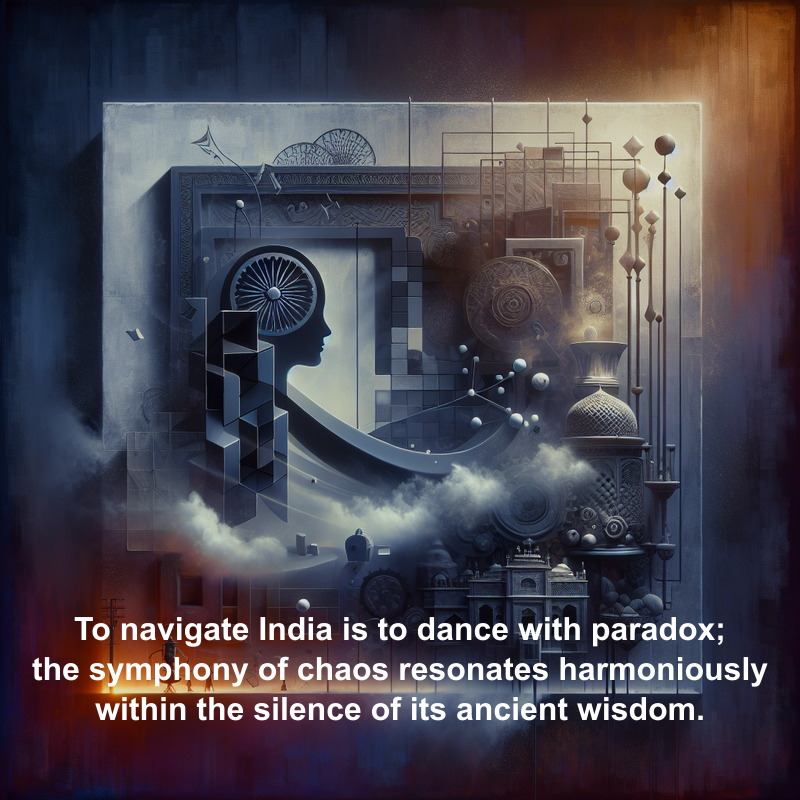 To navigate India is to dance with paradox;
the symphony of chaos resonates harmoniously
within the silence of its ancient wisdom.